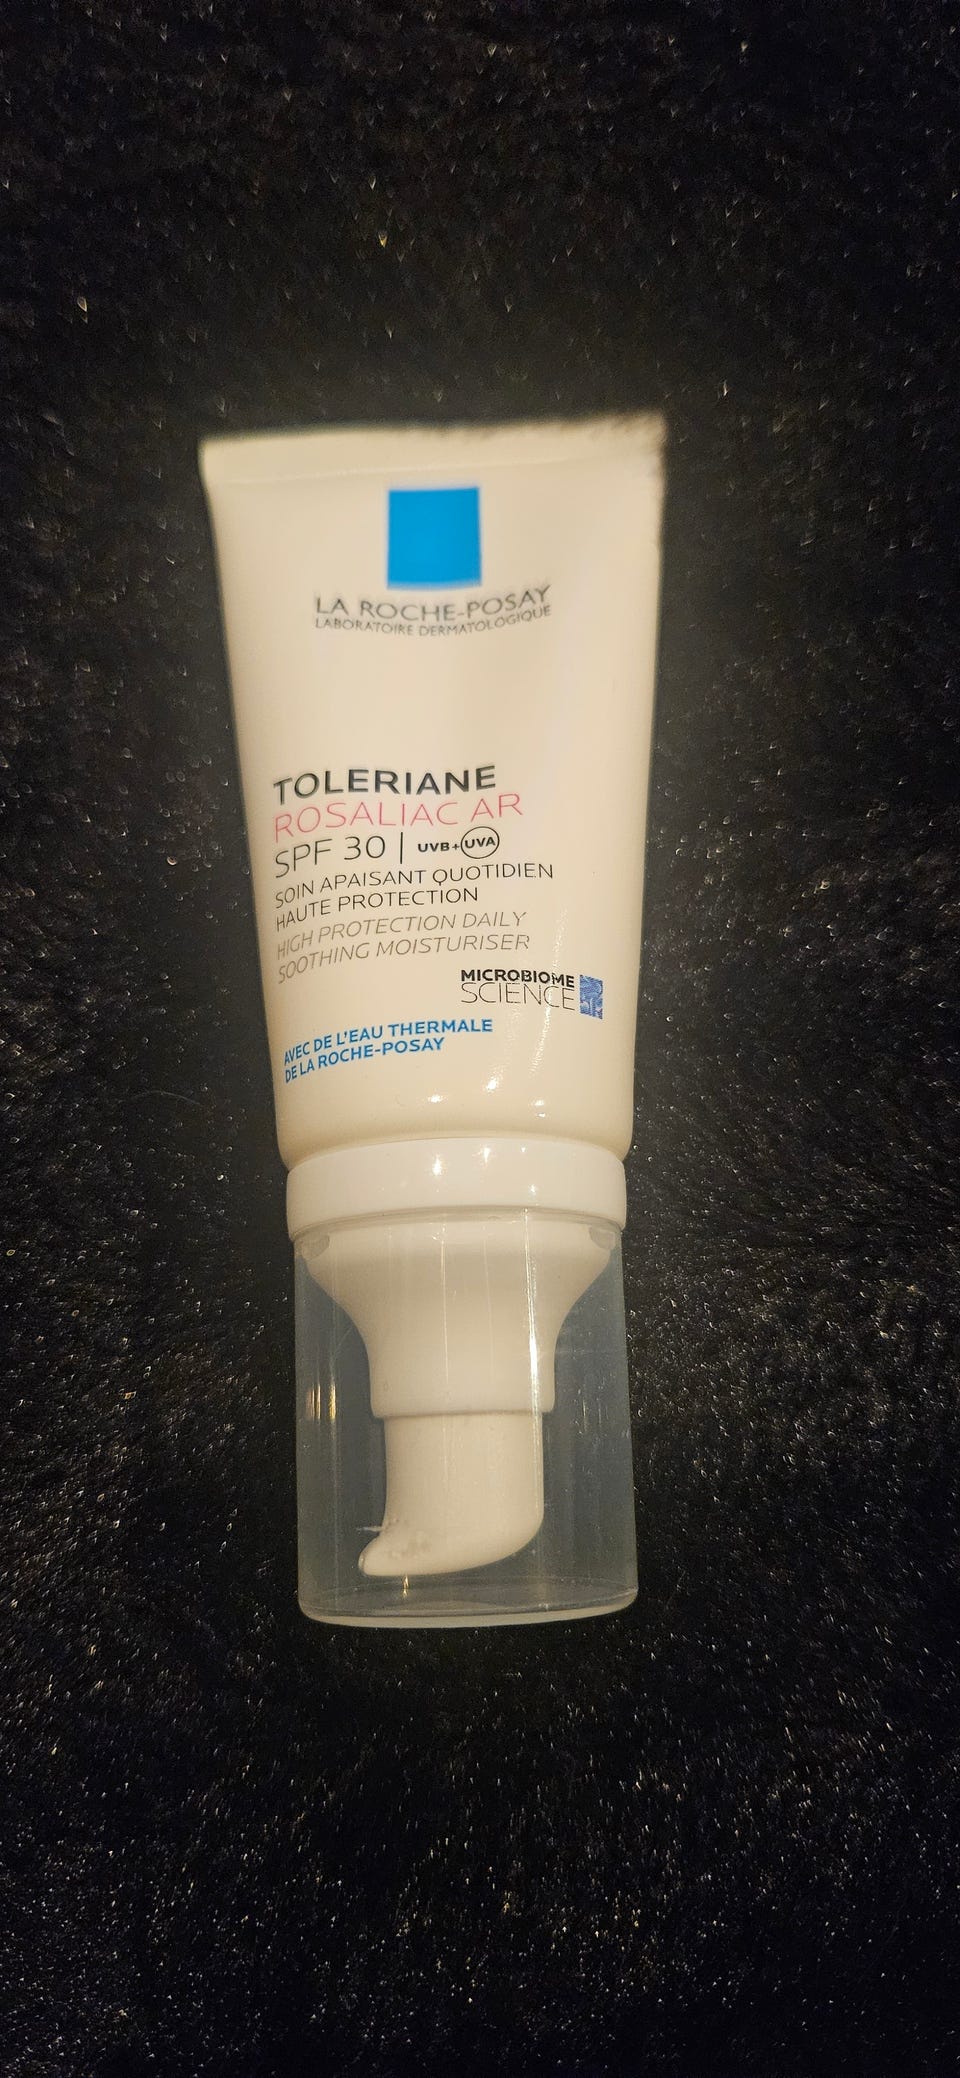 LA ROCHE-POSAY
LABORATOIRE DERMATOLOGIQUE
TOLERIANE
ROSALIAC AR
SPF 30 | UVB+UVA
SOIN APAISANT QUOTIDIEN
HAUTE PROTECTION
HIGH PROTECTION DAILY
SOOTHING MOISTURISER
MICROBIOME
SCIENCE
AVEC DE L'EAU THERMALE
DE LA ROCHE-POSAY